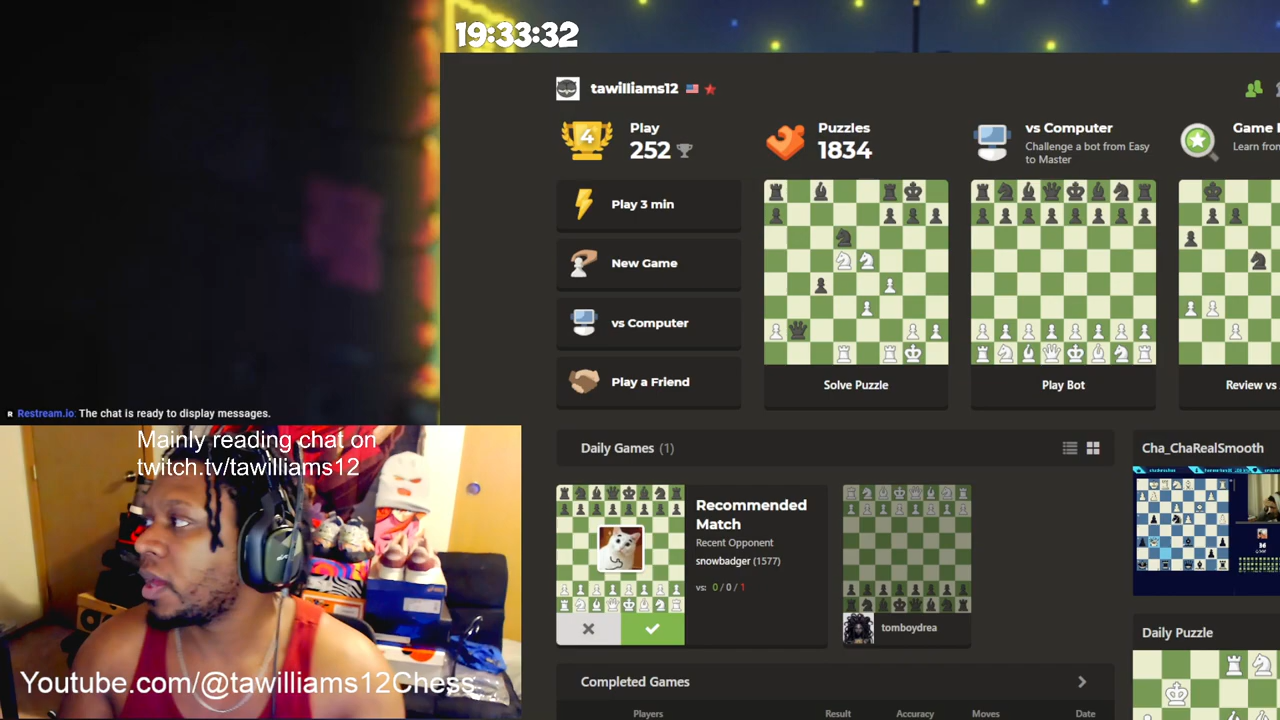 19:33:32
tawilliams12
Play
252
4
Puzzles
1834
vs Computer
Challenge a bot from Easy
to Master
Game
Learn from
Play 3 min
New Game
vs Computer
Play a Friend
Solve Puzzle
Play Bot
Review vs
R Restream.io: The chat is ready to display messages.
Mainly reading chat on
twitch.tv/tawilliams12
Youtube.com/@tawilliams12Chess
Daily Games (1)
Recommended
Match
Recent Opponent
snowbadger (1577)
vs: 0 / 0 / 1
tomboydrea
Cha_ChaRealSmooth
Daily Puzzle
Completed Games
Players
Result
Accuracy
Moves
Date